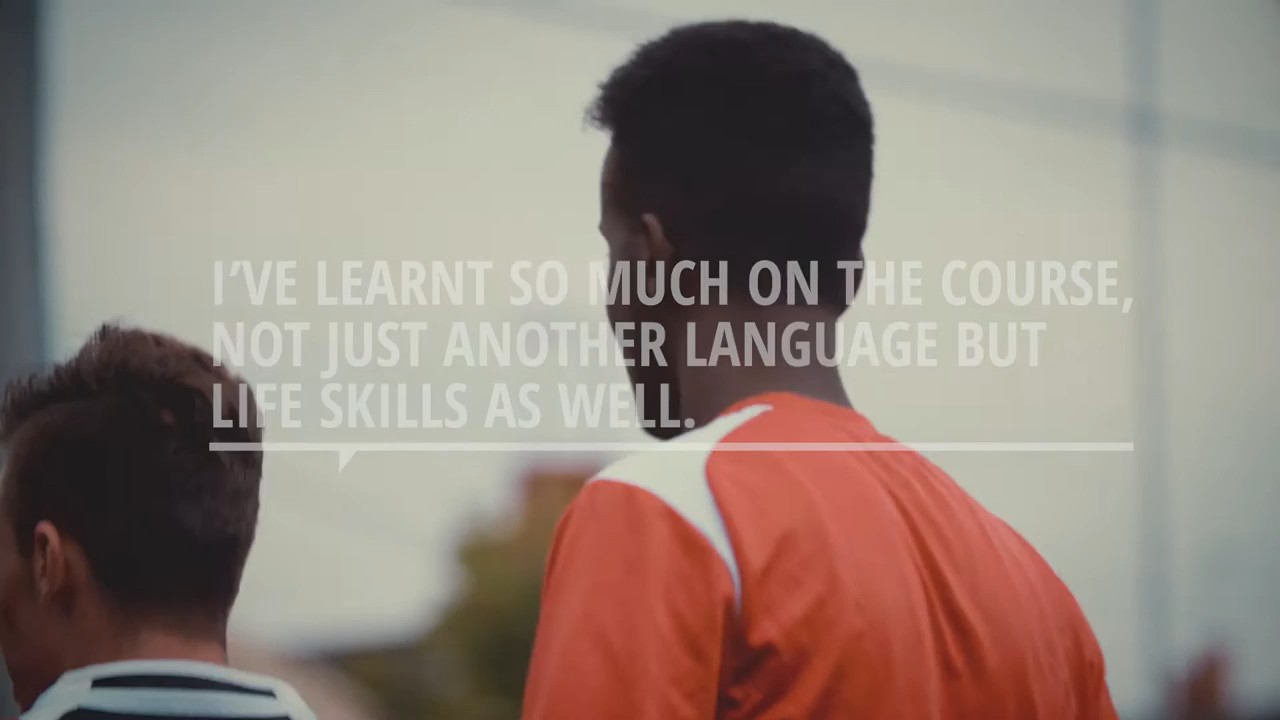 I'VE LEARNT SO MUCH ON THE COURSE,
NOT JUST ANOTHER LANGUAGE BUT
LIFE SKILLS AS WELL.